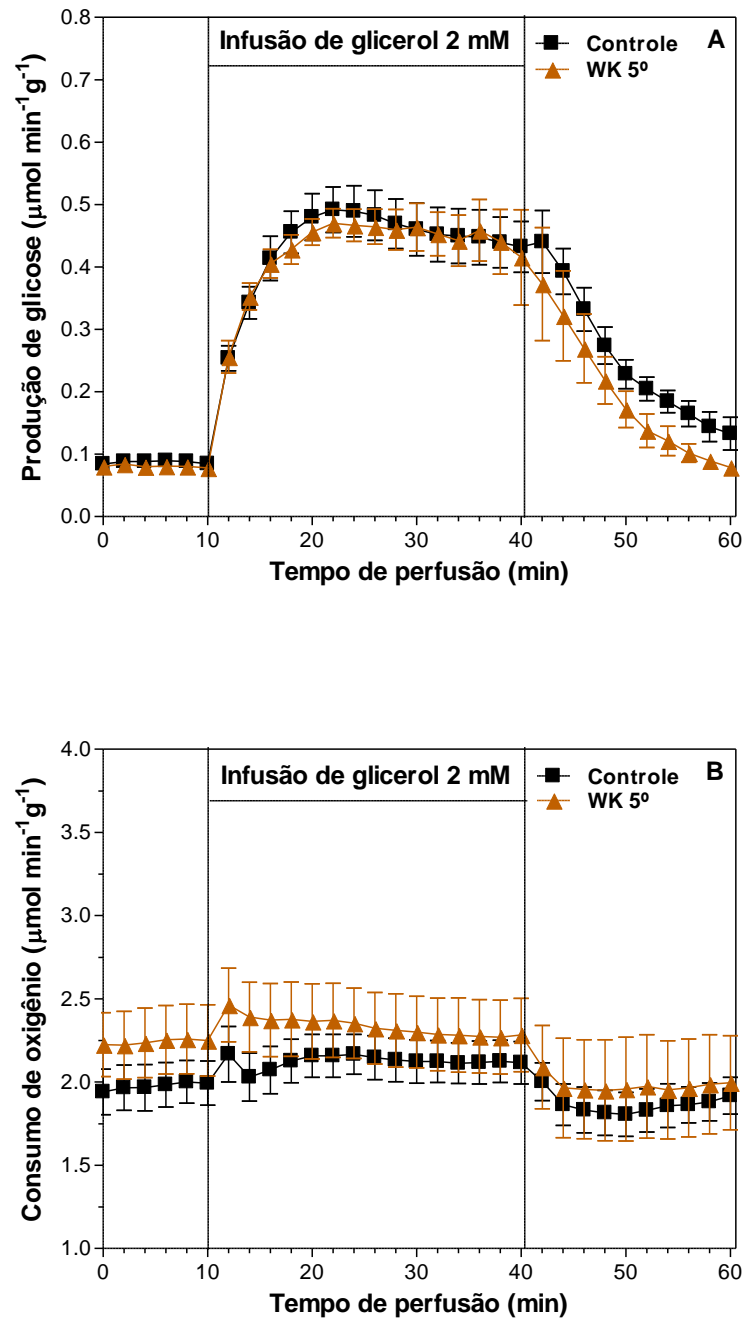 Infusão de glicerol 2 mM
Controle
WK 5º
A
Produção de glicose (μmol min⁻¹g⁻¹)
0.8
0.7
0.6
0.5
0.4
0.3
0.2
0.1
0.0
0 10 20 30 40 50 60
Tempo de perfusão (min)
Infusão de glicerol 2 mM
Controle
WK 5º
B
Consumo de oxigênio (μmol min⁻¹g⁻¹)
4.0
3.5
3.0
2.5
2.0
1.5
1.0
0 10 20 30 40 50 60
Tempo de perfusão (min)